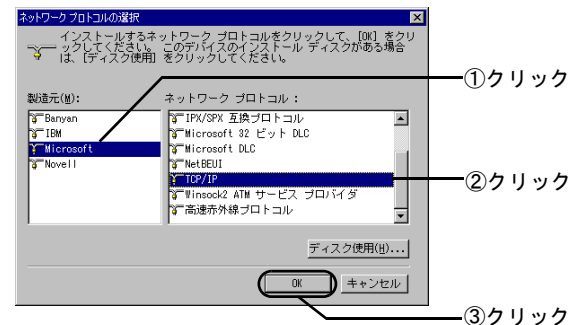 ネットワーク プロトコルの選択
インストールするネットワーク プロトコルをクリックして、[OK] をクリ
ックしてください。 このデバイスのインストール ディスクがある場合
は、[ディスク使用] をクリックしてください。
①クリック
製造元(M):
ネットワーク プロトコル :
Banyan
IBM
Microsoft
Novell
IPX/SPX 互換プロトコル
Microsoft 32 ビット DLC
Microsoft DLC
NetBEUI
TCP/IP
Winsock2 ATM サービス プロバイダ
高速赤外線プロトコル
②クリック
ディスク使用(H)...
OK
キャンセル
③クリック